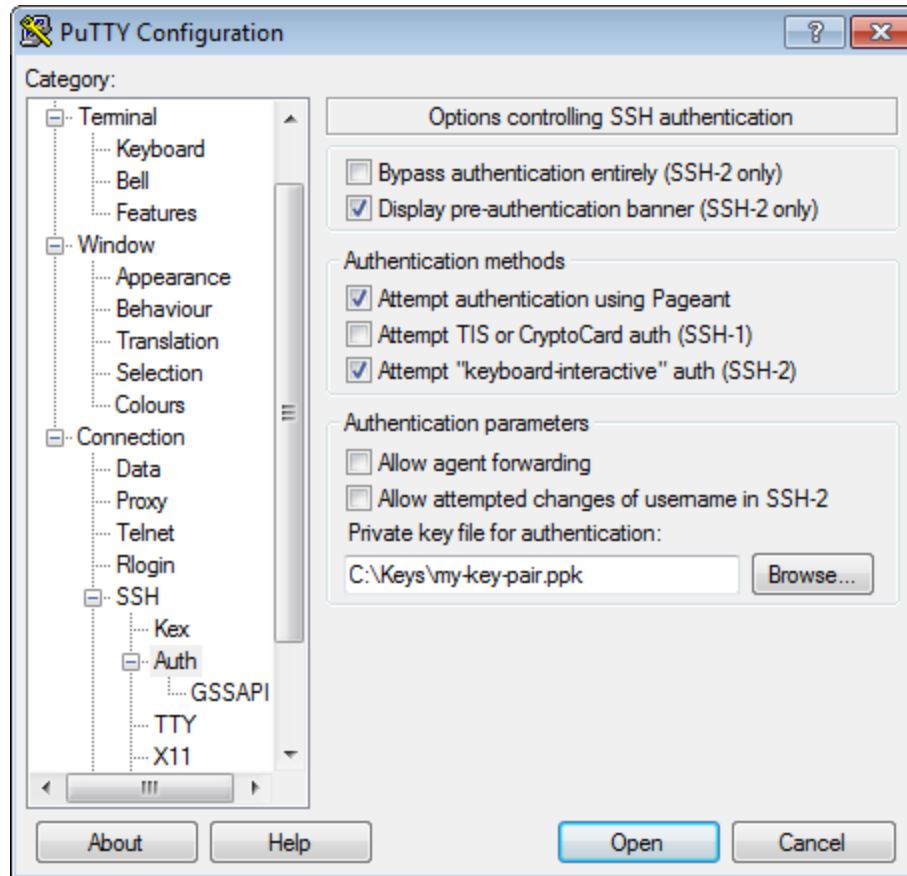 PuTTY Configuration
Category:
Terminal
Keyboard
Bell
Features
Window
Appearance
Behaviour
Translation
Selection
Colours
Connection
Data
Proxy
Telnet
Rlogin
SSH
Kex
Auth
GSSAPI
TTY
X11
Options controlling SSH authentication
Bypass authentication entirely (SSH-2 only)
Display pre-authentication banner (SSH-2 only)
Authentication methods
Attempt authentication using Pageant
Attempt TIS or CryptoCard auth (SSH-1)
Attempt "keyboard-interactive" auth (SSH-2)
Authentication parameters
Allow agent forwarding
Allow attempted changes of username in SSH-2
Private key file for authentication:
C:\Keys\my-key-pair.ppk
Browse...
About
Help
Open
Cancel